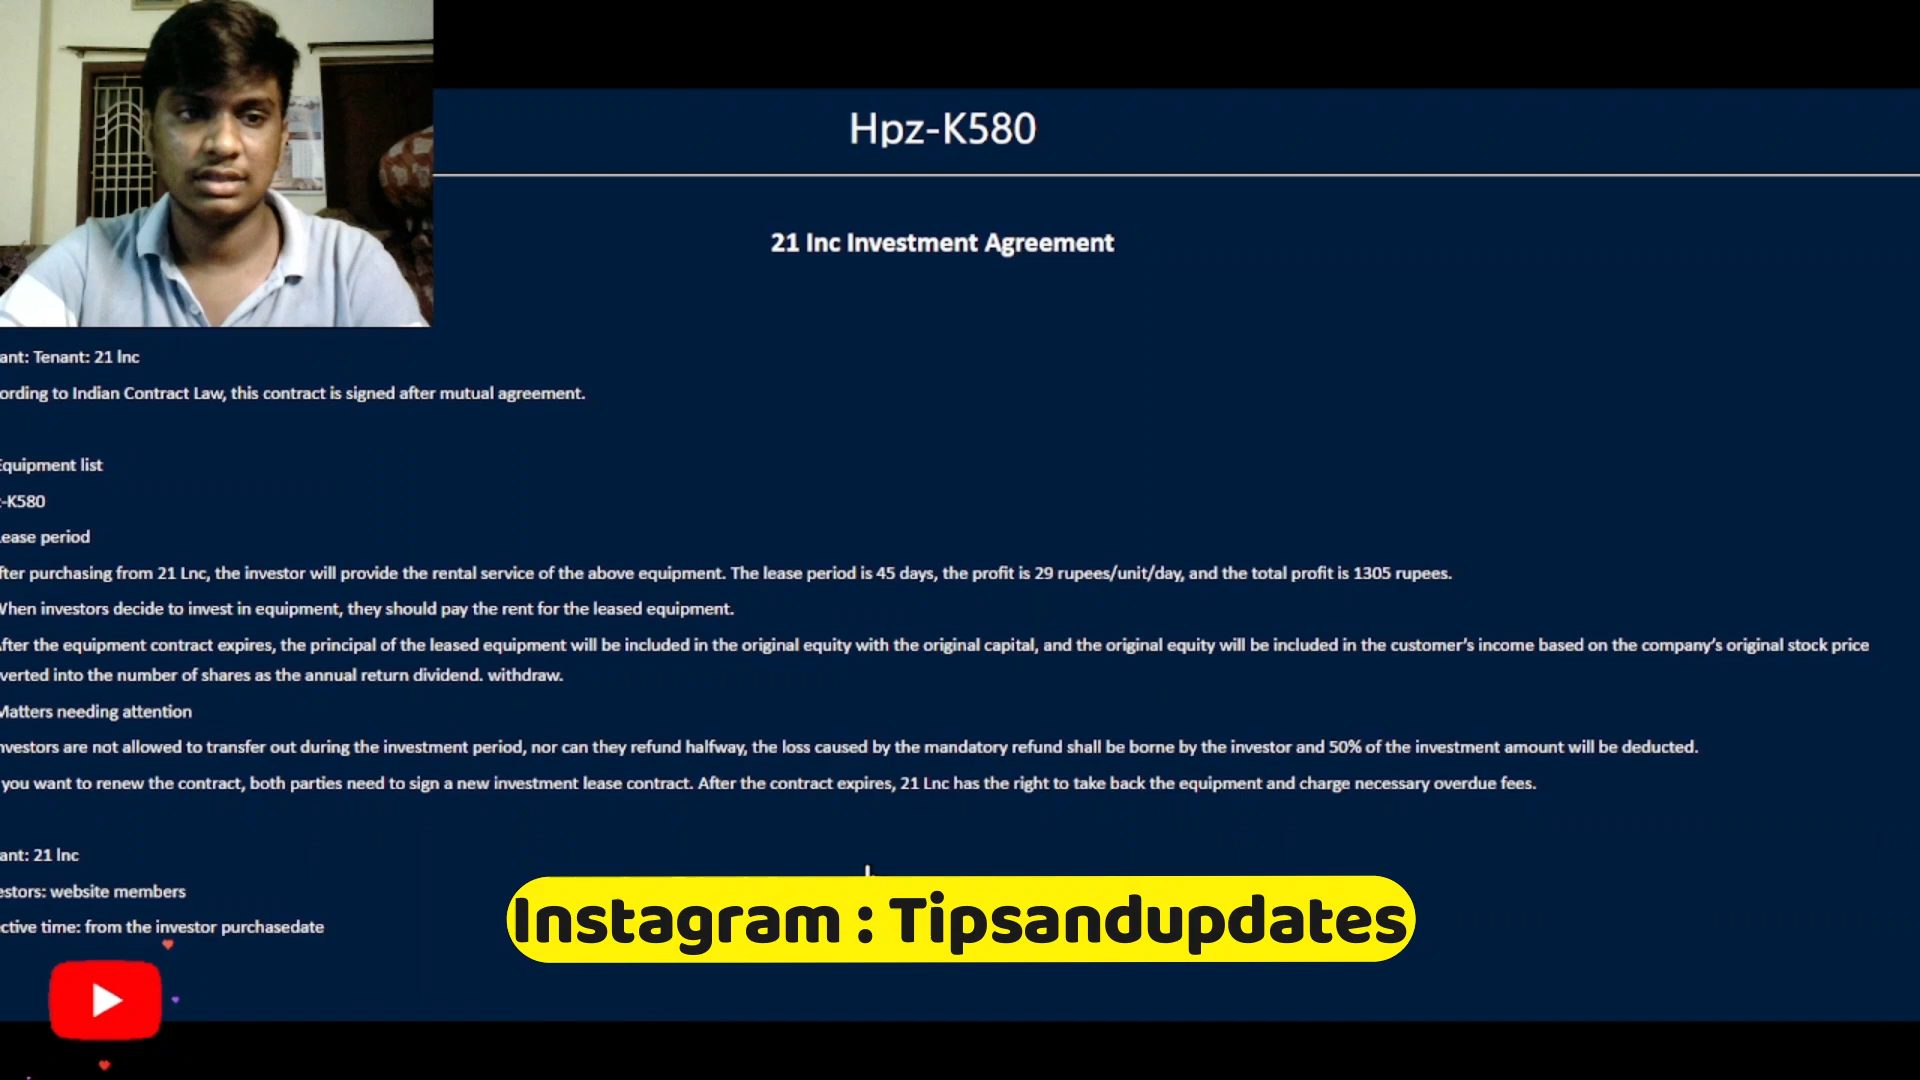 Hpz-K580
21 Inc Investment Agreement
ant: Tenant: 21 lnc
ording to Indian Contract Law, this contract is signed after mutual agreement.
Equipment list
-K580
Lease period
fter purchasing from 21 Lnc, the investor will provide the rental service of the above equipment. The lease period is 45 days, the profit is 29 rupees/unit/day, and the total profit is 1305 rupees.
When investors decide to invest in equipment, they should pay the rent for the leased equipment.
After the equipment contract expires, the principal of the leased equipment will be included in the original equity with the original capital, and the original equity will be included in the customer's income based on the company's original stock price
verted into the number of shares as the annual return dividend. withdraw.
Matters needing attention
nvestors are not allowed to transfer out during the investment period, nor can they refund halfway, the loss caused by the mandatory refund shall be borne by the investor and 50% of the investment amount will be deducted.
you want to renew the contract, both parties need to sign a new investment lease contract. After the contract expires, 21 Lnc has the right to take back the equipment and charge necessary overdue fees.
ant: 21 lnc
estors: website members
ective time: from the investor purchasedate
Instagram : Tipsandupdates